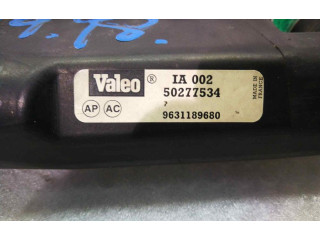 Valeo ® IA 002
50277534
?
AP AC
9631189680
MADE IN
FRANCE